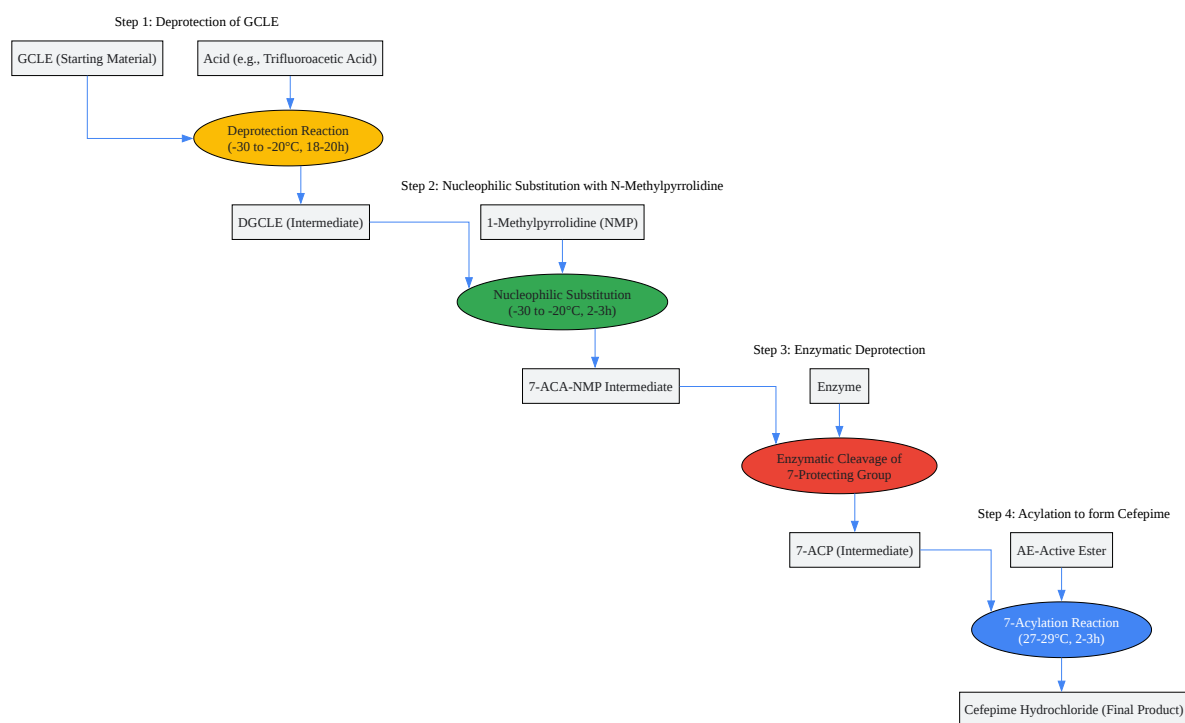 Step 1: Deprotection of GCLE
GCLE (Starting Material)
Acid (e.g., Trifluoroacetic Acid)
Deprotection Reaction
(-30 to -20°C, 18-20h)
Step 2: Nucleophilic Substitution with N-Methylpyrrolidine
DGCLE (Intermediate)
1-Methylpyrrolidine (NMP)
Nucleophilic Substitution
(-30 to -20°C, 2-3h)
Step 3: Enzymatic Deprotection
7-ACA-NMP Intermediate
Enzyme
Enzymatic Cleavage of
7-Protecting Group
Step 4: Acylation to form Cefepime
7-ACP (Intermediate)
AE-Active Ester
7-Acylation Reaction
(27-29°C, 2-3h)
Cefepime Hydrochloride (Final Product)